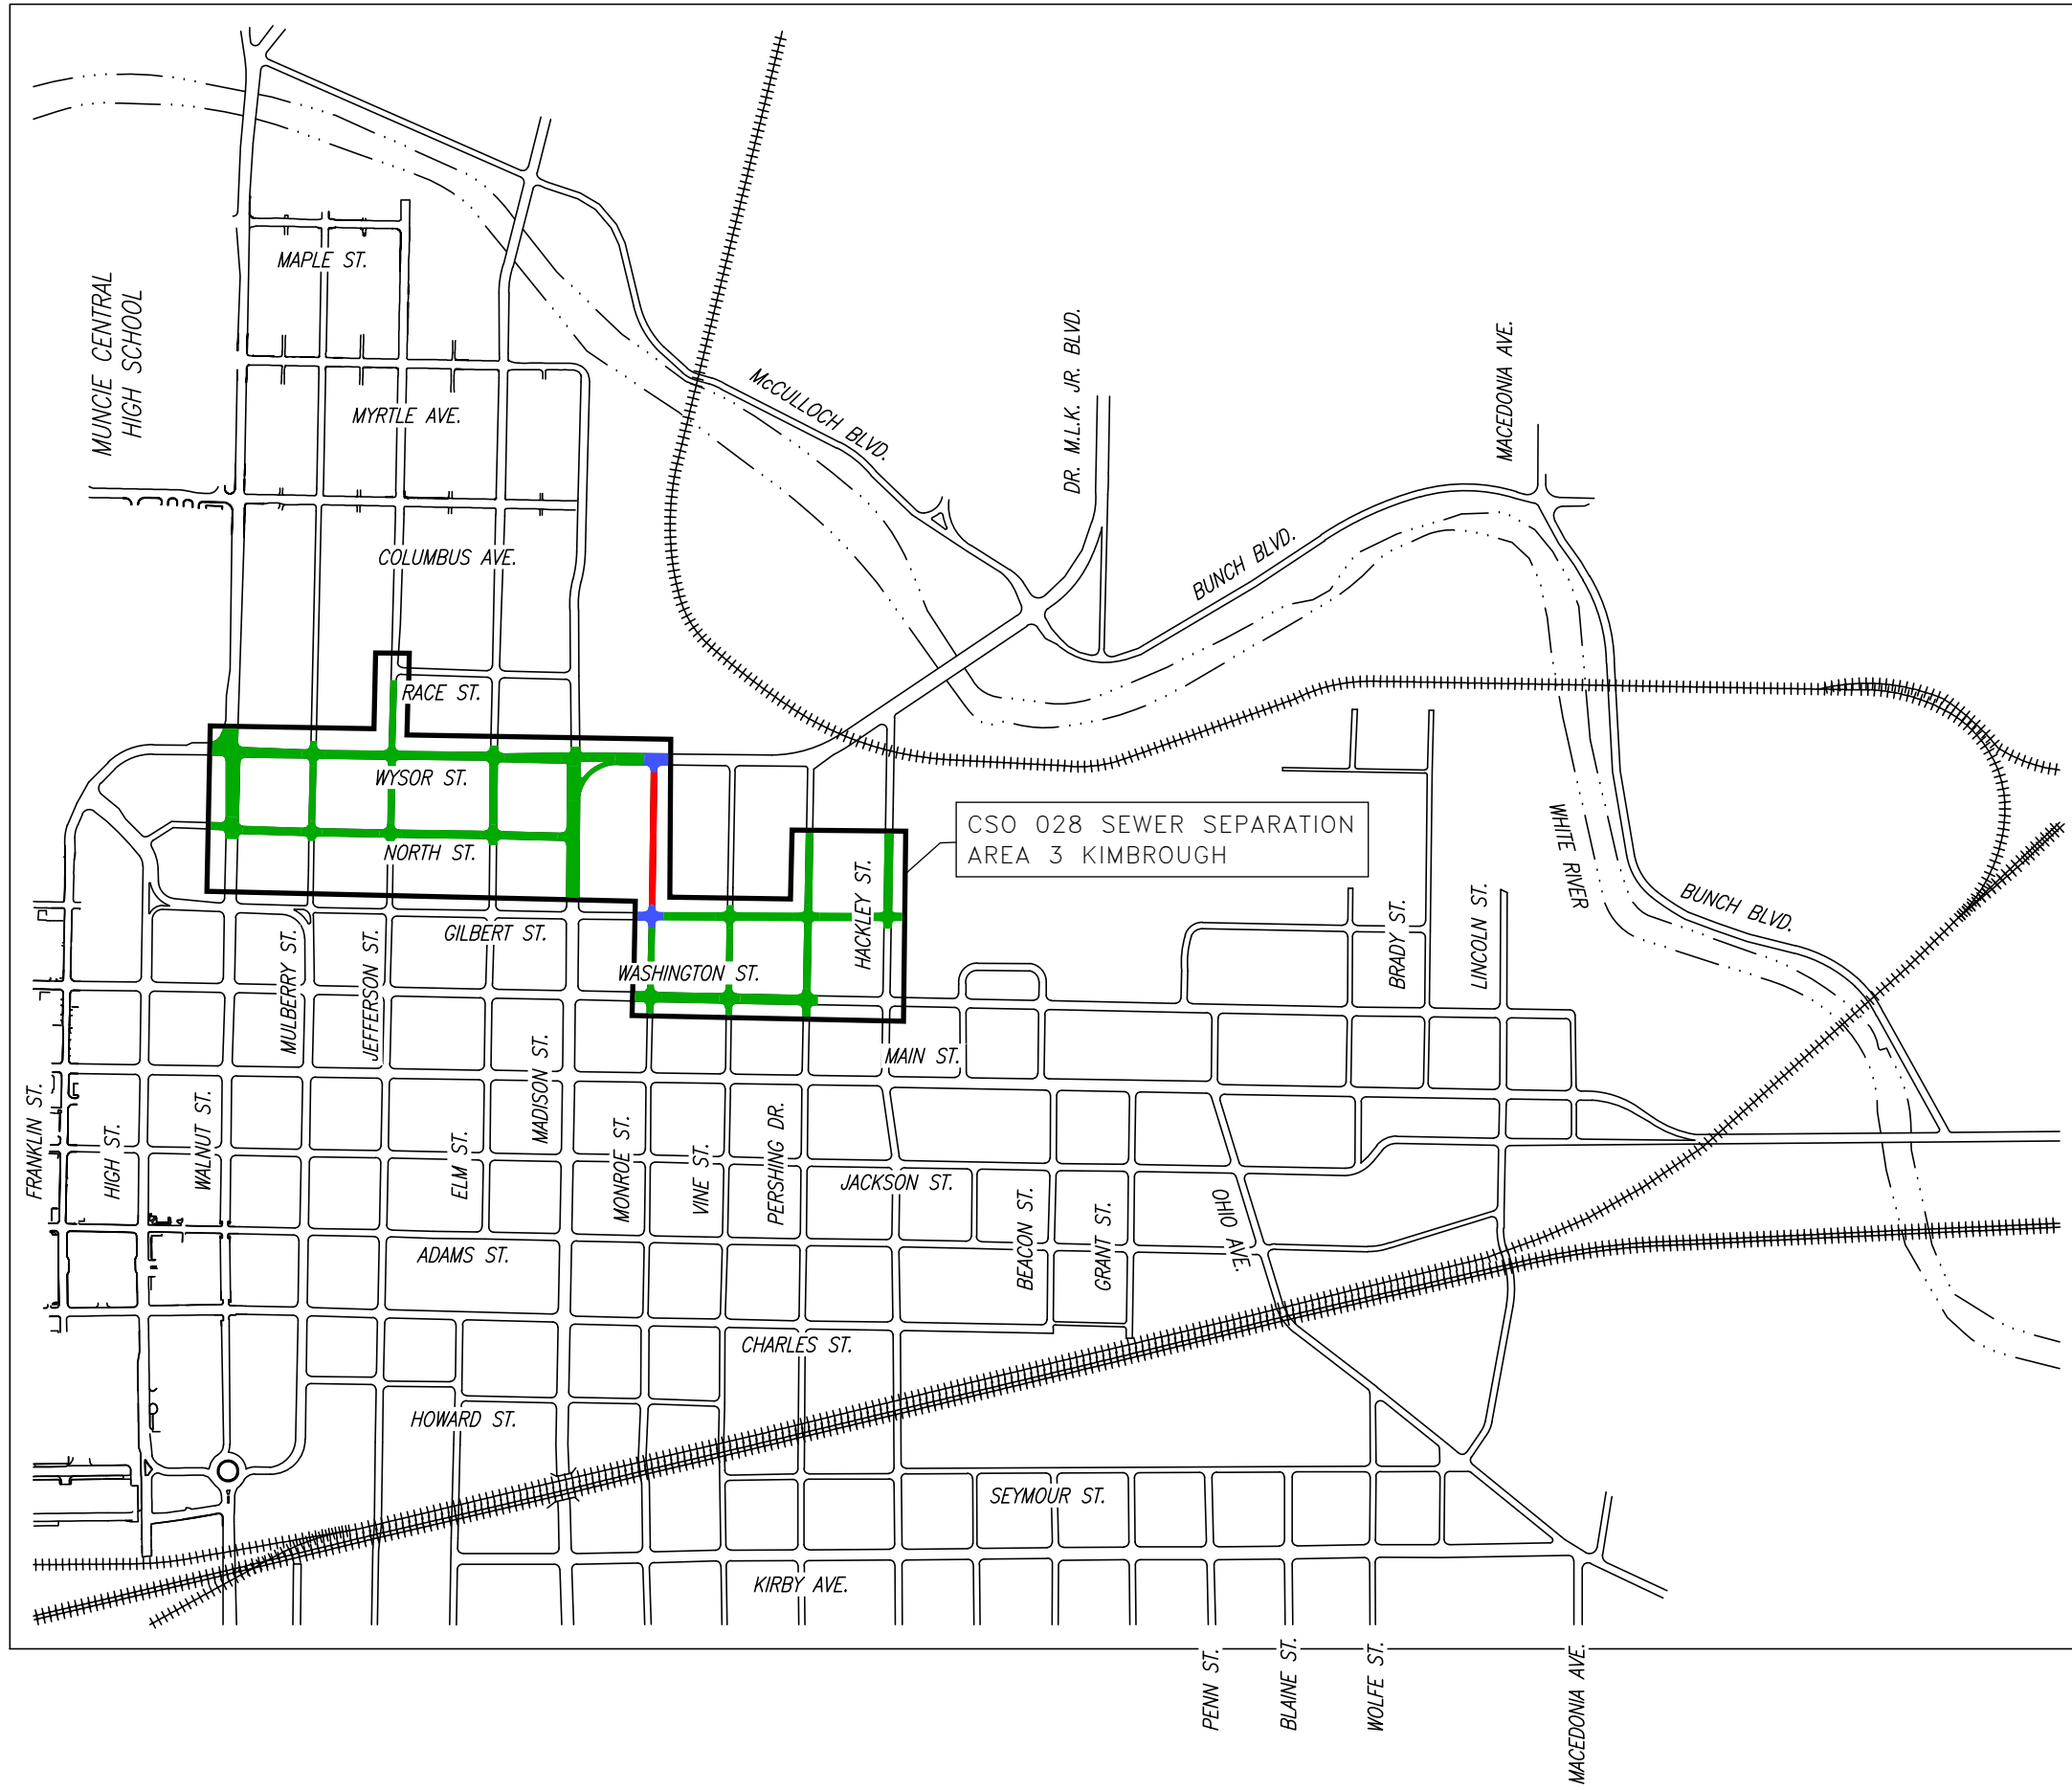 MAPLE ST.
MUNCIE CENTRAL
HIGH SCHOOL
MYRTLE AVE.
McCULLOCH BLVD.
DR. M.L.K. JR. BLVD.
MACEDONIA AVE.
COLUMBUS AVE.
BUNCH BLVD.
RACE ST.
WYSOR ST.
NORTH ST.
CSO 028 SEWER SEPARATION
AREA 3 KIMBROUGH
WHITE RIVER
BUNCH BLVD.
HACKLEY ST.
GILBERT ST.
BRADY ST.
LINCOLN ST.
MULBERRY ST.
JEFFERSON ST.
WASHINGTON ST.
MAIN ST.
MADISON ST.
FRANKLIN ST.
HIGH ST.
WALNUT ST.
ELM ST.
MONROE ST.
VINE ST.
PERSHING DR.
JACKSON ST.
BEACON ST.
GRANT ST.
OHIO AVE.
ADAMS ST.
CHARLES ST.
HOWARD ST.
SEYMOUR ST.
KIRBY AVE.
PENN ST.
BLAINE ST.
WOLFE ST.
MACEDONIA AVE.